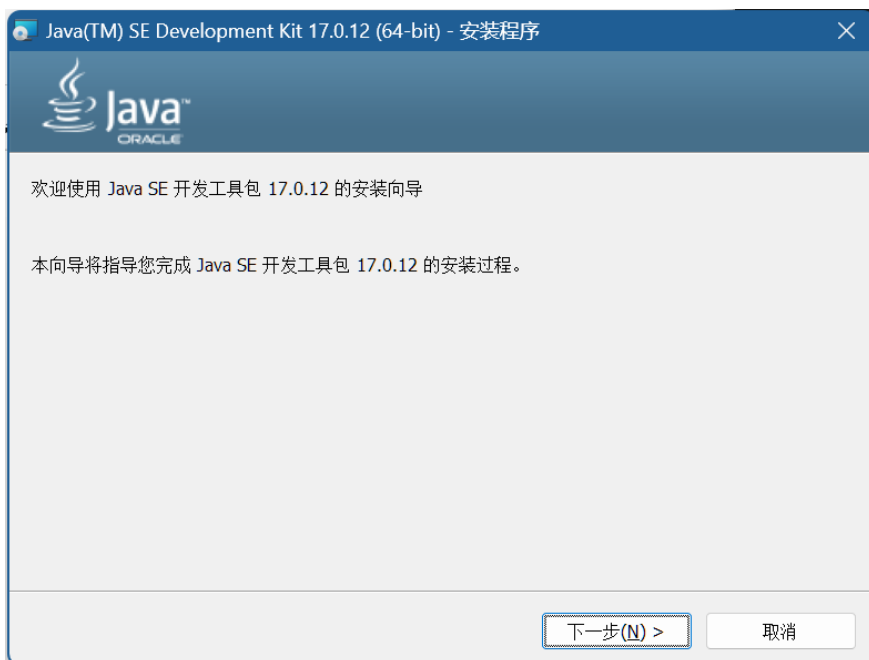 Java(TM) SE Development Kit 17.0.12 (64-bit) - 安装程序
Java™
ORACLE
欢迎使用 Java SE 开发工具包 17.0.12 的安装向导
本向导将指导您完成 Java SE 开发工具包 17.0.12 的安装过程。
下一步(N) >
取消